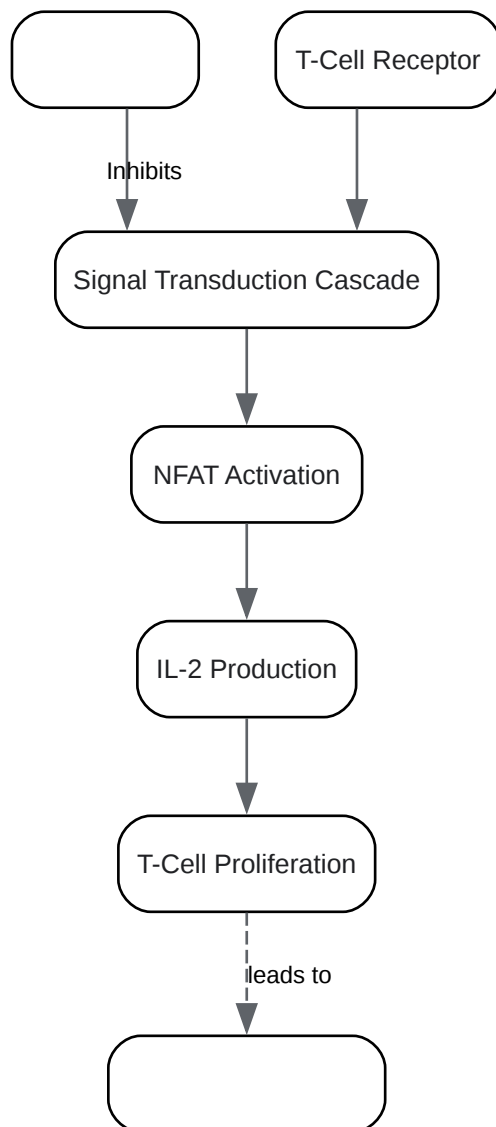 T-Cell Receptor
Inhibits
Signal Transduction Cascade
NFAT Activation
IL-2 Production
T-Cell Proliferation
leads to